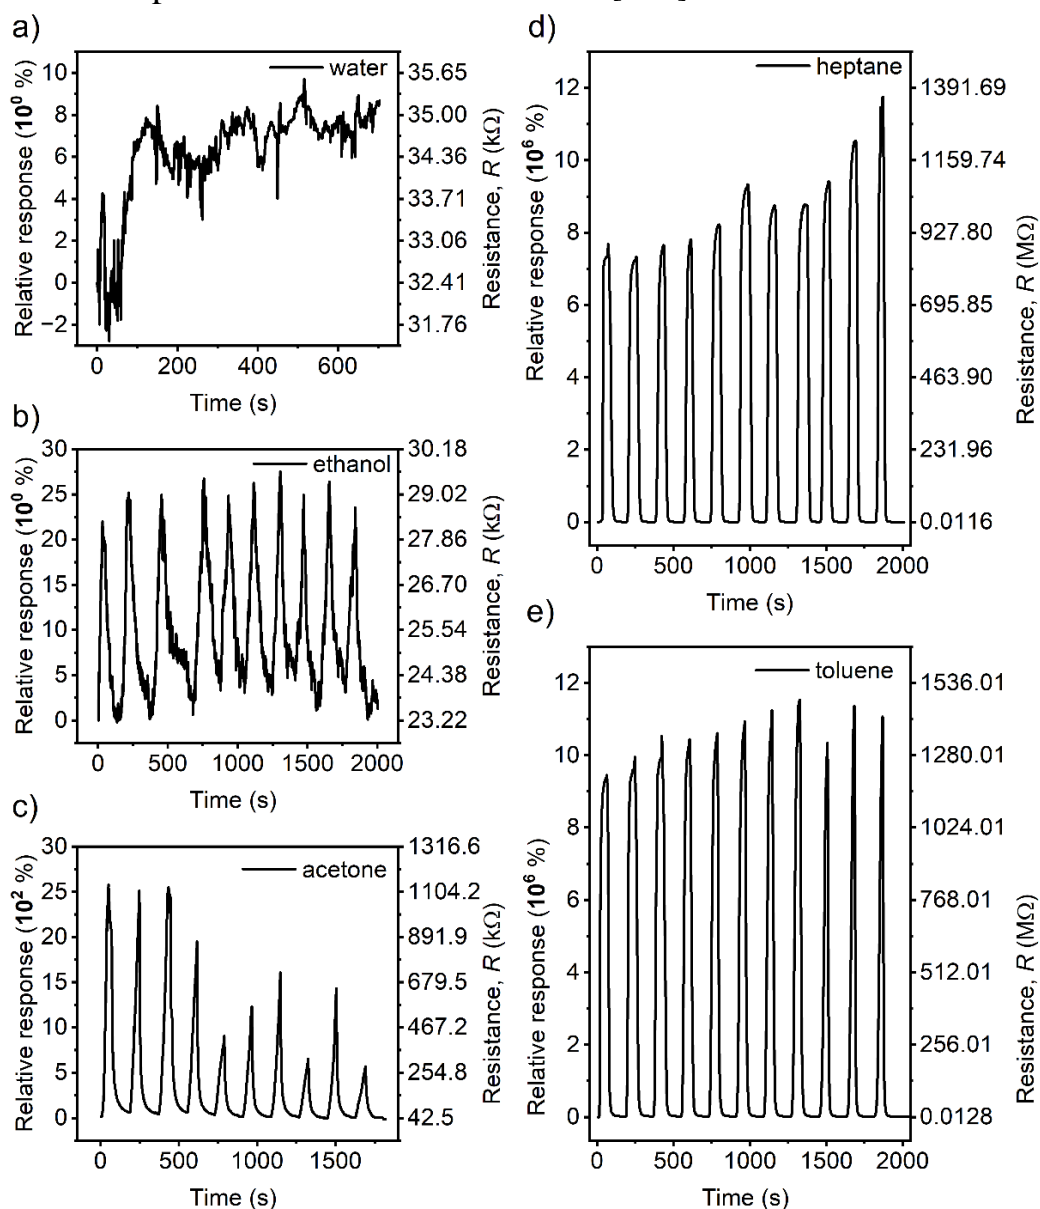 a)
water
Relative response (10⁰ %)
10
8
6
4
2
0
−2
35.65
35.00
34.36
33.71
33.06
32.41
31.76
Resistance, R (kΩ)
0 200 400 600
Time (s)
b)
ethanol
Relative response (10⁰ %)
30
25
20
15
10
5
0
30.18
29.02
27.86
26.70
25.54
24.38
23.22
Resistance, R (kΩ)
0 500 1000 1500 2000
Time (s)
c)
acetone
Relative response (10² %)
30
25
20
15
10
5
0
1316.6
1104.2
891.9
679.5
467.2
254.8
42.5
Resistance, R (kΩ)
0 500 1000 1500
Time (s)
d)
heptane
Relative response (10⁶ %)
12
10
8
6
4
2
0
1391.69
1159.74
927.80
695.85
463.90
231.96
0.0116
Resistance, R (MΩ)
0 500 1000 1500 2000
Time (s)
e)
toluene
Relative response (10⁶ %)
12
10
8
6
4
2
0
1536.01
1280.01
1024.01
768.01
512.01
256.01
0.0128
Resistance, R (MΩ)
0 500 1000 1500 2000
Time (s)